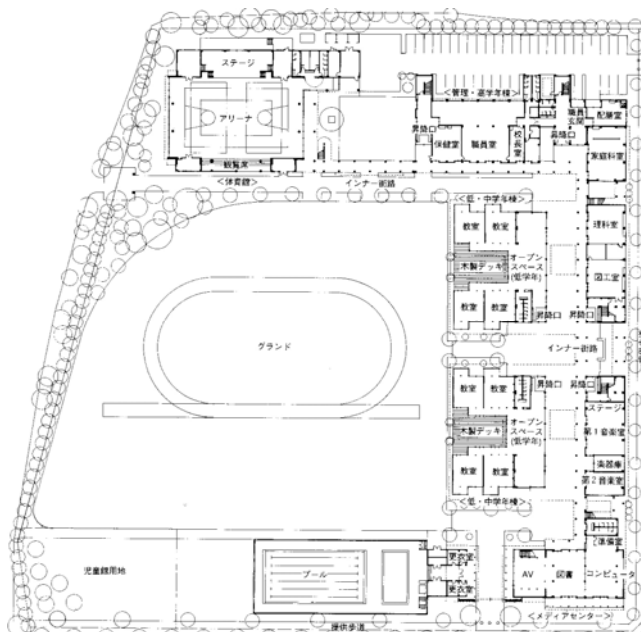 ステージ
アリーナ
観覧席
<体育館>
<管理・高学年棟>
昇降口
保健室
職員室
校長室
職員玄関
昇降口
配膳室
家庭科室
インナー街路
<低・中学年棟>
教室 教室
木製デッキ
オープンスペース(低学年)
教室 教室
昇降口 昇降口
理科室
図工室
グランド
インナー街路
教室 教室
昇降口 昇降口
木製デッキ
オープンスペース(低学年)
教室 教室
<低・中学年棟>
ステージ
第1音楽室
楽器庫
第2音楽室
準備室
児童館用地
プール
更衣室
更衣室
AV
図書
コンピュータ
<メディアセンター>
提供歩道